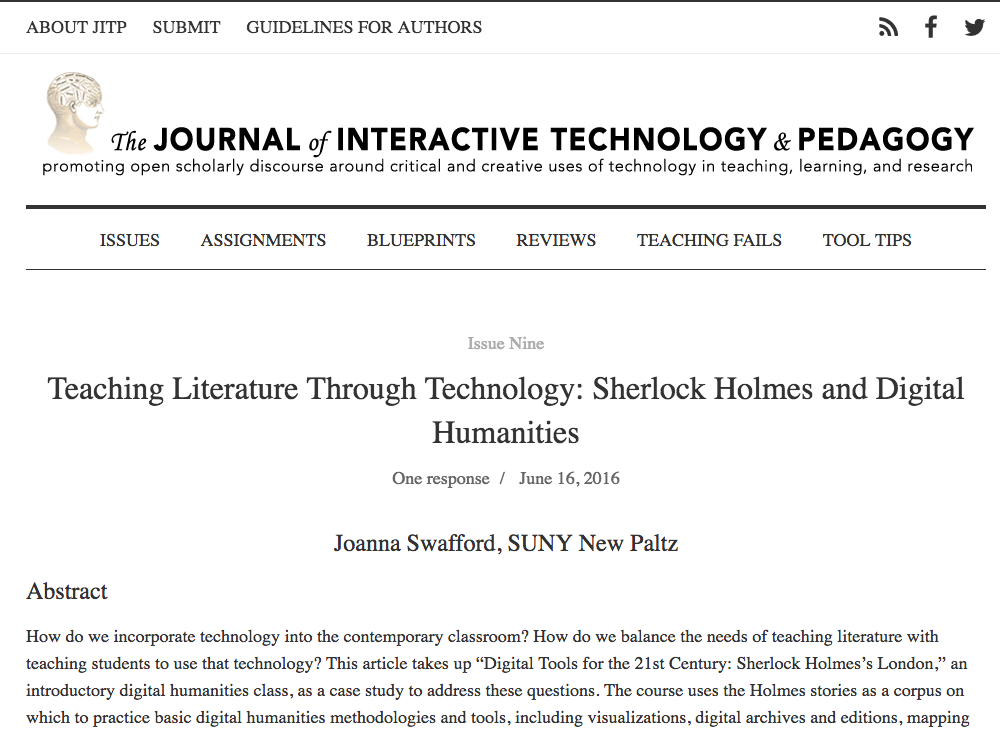 ABOUT JITP SUBMIT GUIDELINES FOR AUTHORS
The JOURNAL of INTERACTIVE TECHNOLOGY & PEDAGOGY
promoting open scholarly discourse around critical and creative uses of technology in teaching, learning, and research
ISSUES ASSIGNMENTS BLUEPRINTS REVIEWS TEACHING FAILS TOOL TIPS
Issue Nine
Teaching Literature Through Technology: Sherlock Holmes and Digital
Humanities
One response / June 16, 2016
Joanna Swafford, SUNY New Paltz
Abstract
How do we incorporate technology into the contemporary classroom? How do we balance the needs of teaching literature with
teaching students to use that technology? This article takes up “Digital Tools for the 21st Century: Sherlock Holmes’s London,” an
introductory digital humanities class, as a case study to address these questions. The course uses the Holmes stories as a corpus on
which to practice basic digital humanities methodologies and tools, including visualizations, digital archives and editions, mapping